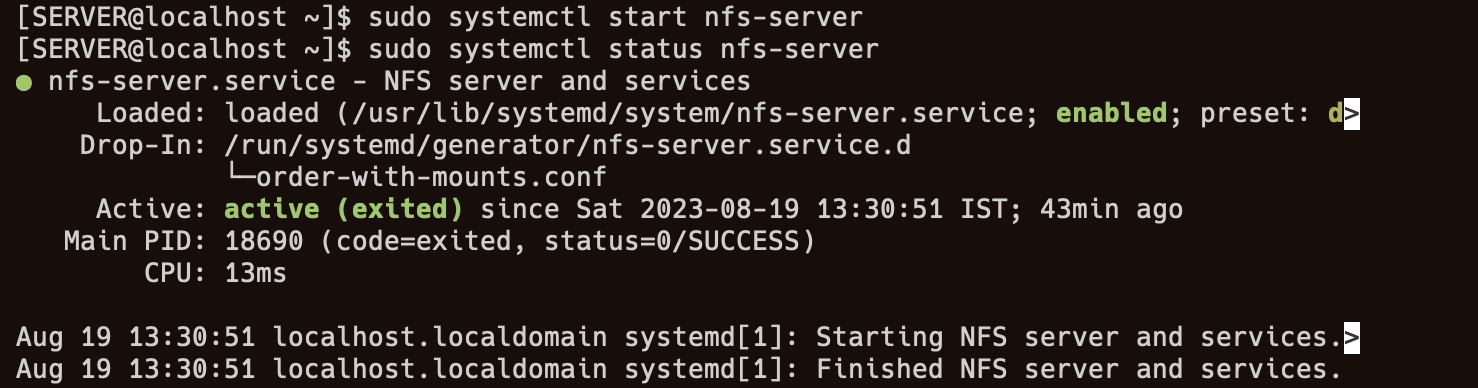 [SERVER@localhost ~]$ sudo systemctl start nfs-server
[SERVER@localhost ~]$ sudo systemctl status nfs-server
● nfs-server.service - NFS server and services
     Loaded: loaded (/usr/lib/systemd/system/nfs-server.service; enabled; preset: d>
    Drop-In: /run/systemd/generator/nfs-server.service.d
             └─order-with-mounts.conf
     Active: active (exited) since Sat 2023-08-19 13:30:51 IST; 43min ago
   Main PID: 18690 (code=exited, status=0/SUCCESS)
        CPU: 13ms

Aug 19 13:30:51 localhost.localdomain systemd[1]: Starting NFS server and services.>
Aug 19 13:30:51 localhost.localdomain systemd[1]: Finished NFS server and services.